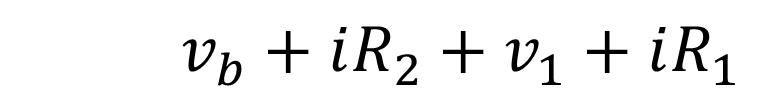 v_b + iR_2 + v_1 + iR_1